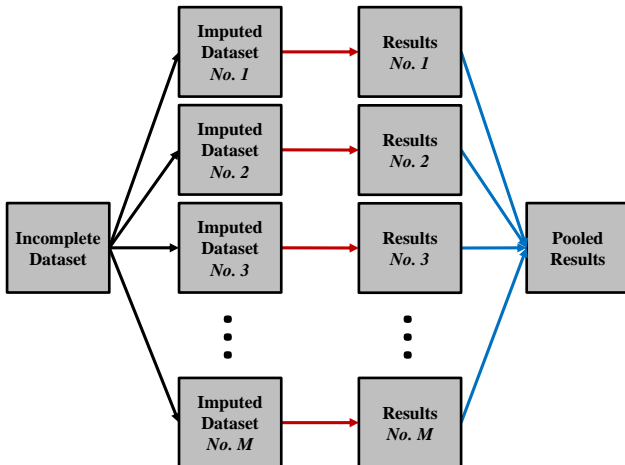 Imputed
Dataset
No. 1
Results
No. 1
Imputed
Dataset
No. 2
Results
No. 2
Incomplete
Dataset
Imputed
Dataset
No. 3
Results
No. 3
Pooled
Results
Imputed
Dataset
No. M
Results
No. M